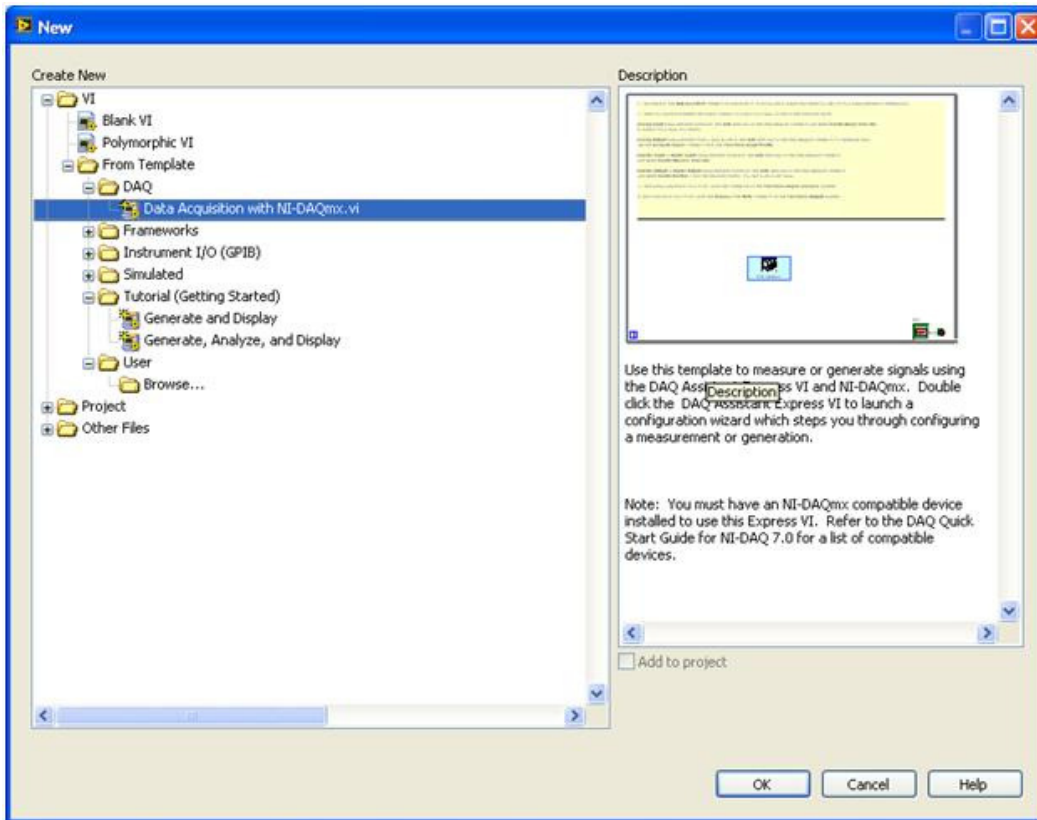 New
Create New
VI
Blank VI
Polymorphic VI
From Template
DAQ
Data Acquisition with NI-DAQmx.vi
Frameworks
Instrument I/O (GPIB)
Simulated
Tutorial (Getting Started)
Generate and Display
Generate, Analyze, and Display
User
Browse...
Project
Other Files
Description
Use this template to measure or generate signals using
the DAQ Ass ss VI and NI-DAQmx. Double
Description
click the DAQ Assistant Express VI to launch a
configuration wizard which steps you through configuring
a measurement or generation.
Note: You must have an NI-DAQmx compatible device
installed to use this Express VI. Refer to the DAQ Quick
Start Guide for NI-DAQ 7.0 for a list of compatible
devices.
Add to project
OK
Cancel
Help